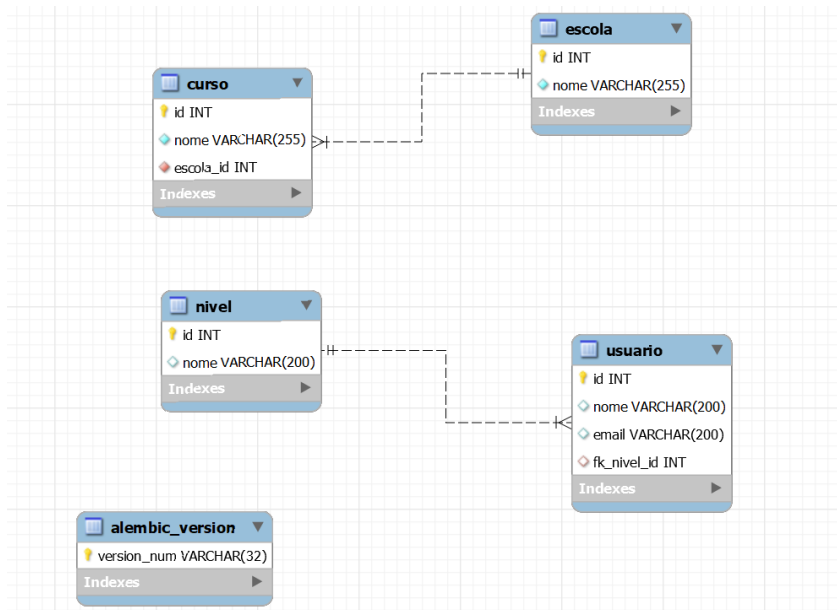 escola
id INT
nome VARCHAR(255)
Indexes
curso
id INT
nome VARCHAR(255)
escola_id INT
Indexes
nivel
id INT
nome VARCHAR(200)
Indexes
usuario
id INT
nome VARCHAR(200)
email VARCHAR(200)
fk_nivel_id INT
Indexes
alembic_version
version_num VARCHAR(32)
Indexes